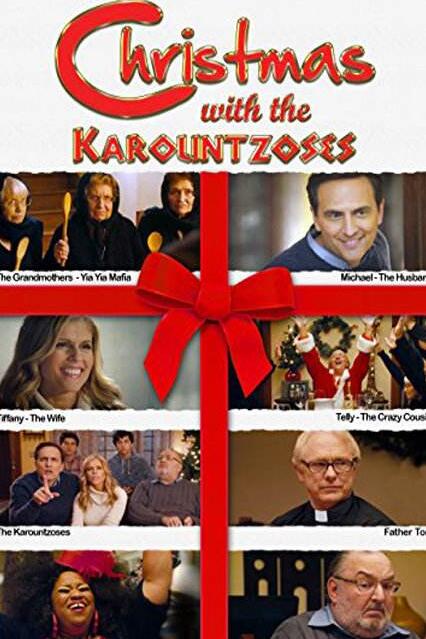 Christmas
with the
KAROUNTZOSES
The Grandmothers - Yia Yia Mafia
Michael - The Husban
Tiffany - The Wife
Telly - The Crazy Cousi
The Karountzoses
Father To